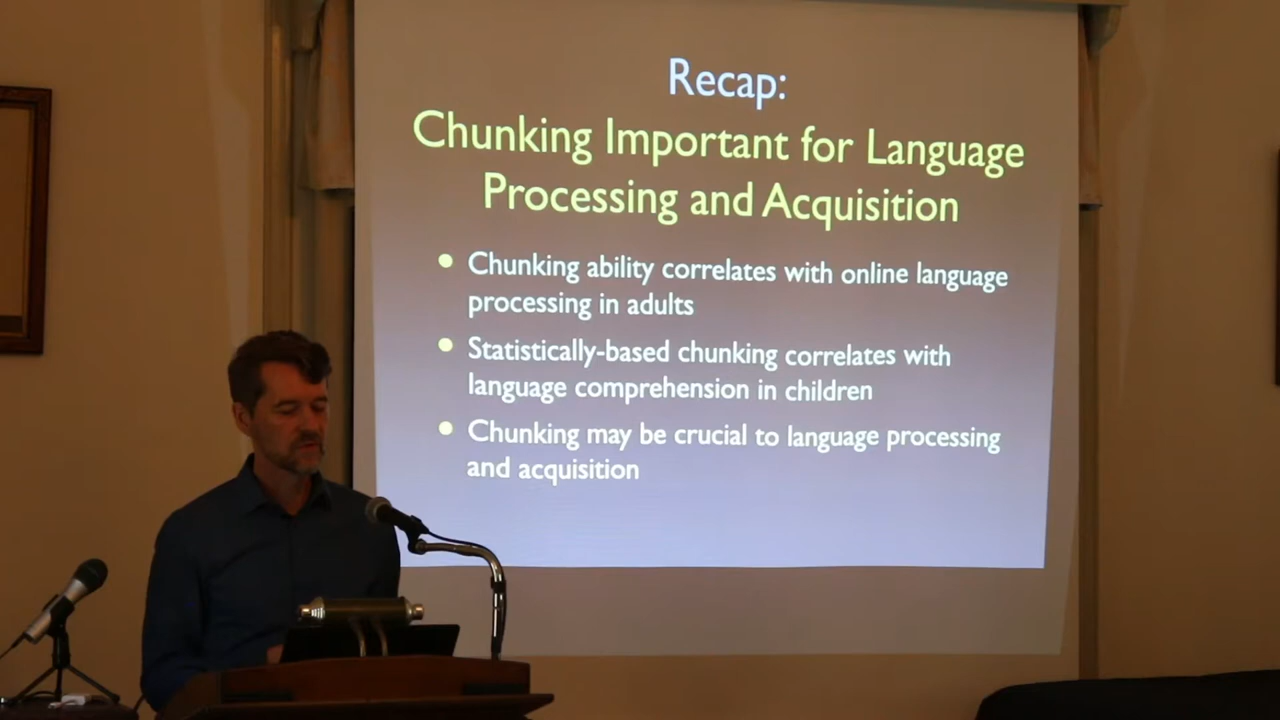 Recap:
Chunking Important for Language
Processing and Acquisition
• Chunking ability correlates with online language
processing in adults
• Statistically-based chunking correlates with
language comprehension in children
• Chunking may be crucial to language processing
and acquisition